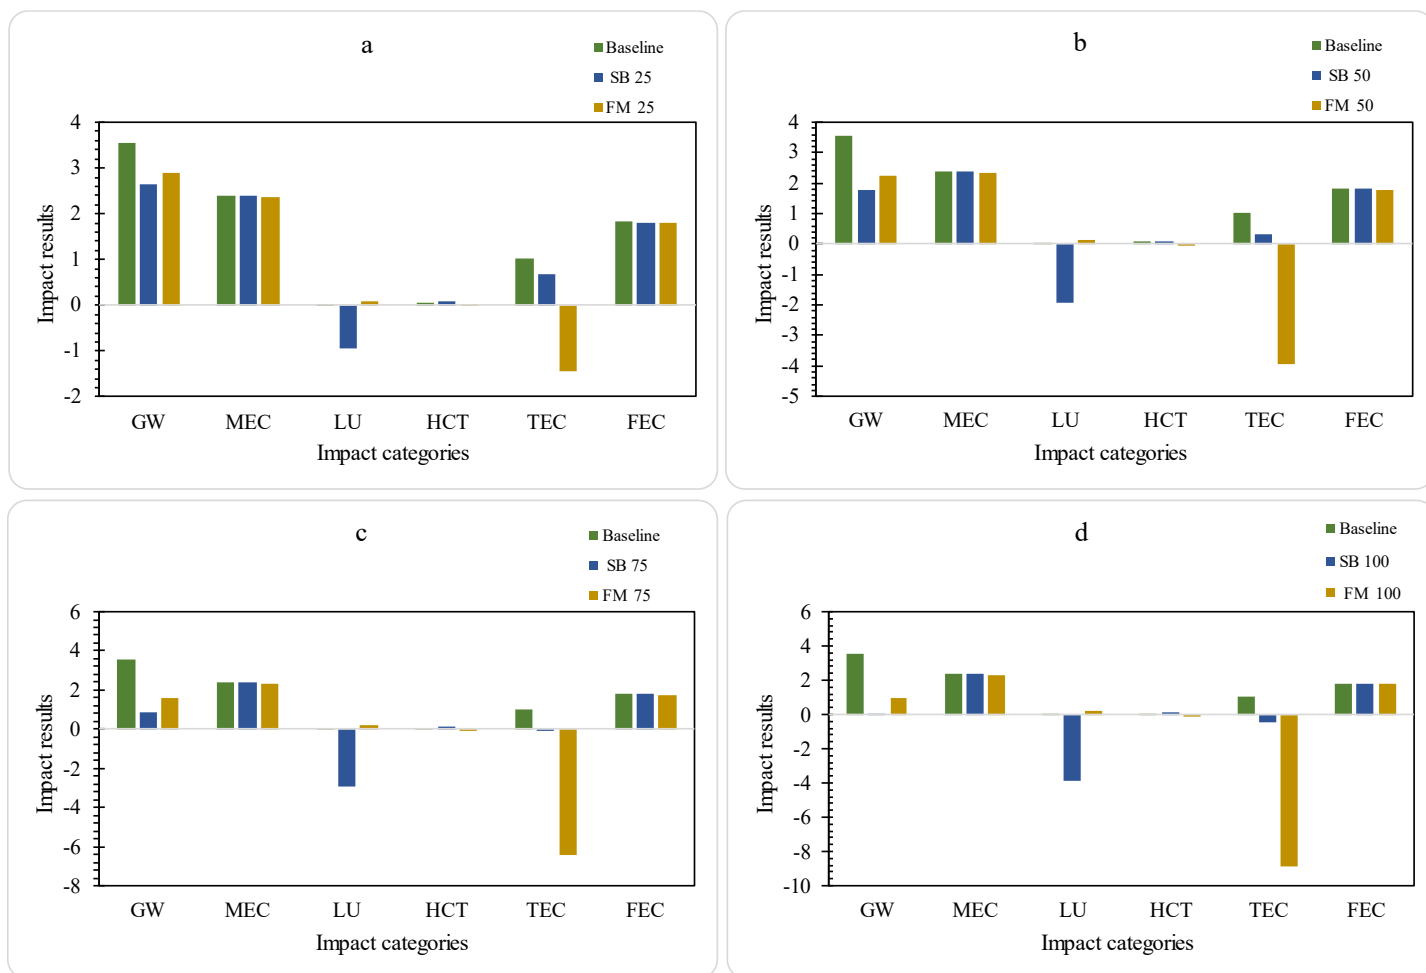 a
Baseline
SB 25
FM 25
4
3
2
1
0
-1
-2
Impact results
GW MEC LU HCT TEC FEC
Impact categories
b
Baseline
SB 50
FM 50
4
3
2
1
0
-1
-2
-3
-4
-5
Impact results
GW MEC LU HCT TEC FEC
Impact categories
c
Baseline
SB 75
FM 75
6
4
2
0
-2
-4
-6
-8
Impact results
GW MEC LU HCT TEC FEC
Impact categories
d
Baseline
SB 100
FM 100
6
4
2
0
-2
-4
-6
-8
-10
Impact results
GW MEC LU HCT TEC FEC
Impact categories